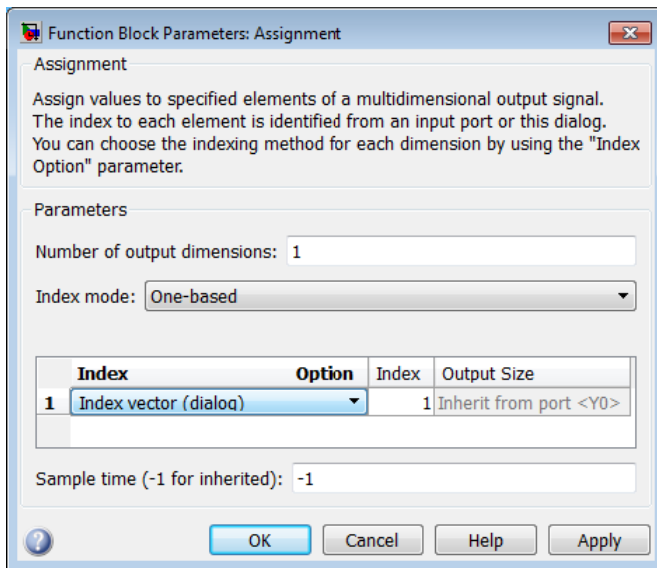 Function Block Parameters: Assignment
Assignment
Assign values to specified elements of a multidimensional output signal.
The index to each element is identified from an input port or this dialog.
You can choose the indexing method for each dimension by using the "Index
Option" parameter.
Parameters
Number of output dimensions: 1
Index mode: One-based
Index Option Index Output Size
1 Index vector (dialog) 1 Inherit from port <Y0>
Sample time (-1 for inherited): -1
? OK Cancel Help Apply